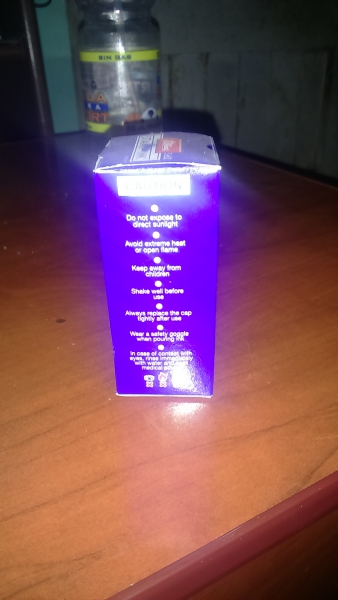 CAUTION
Do not expose to
direct sunlight
Avoid extreme heat
or open flame
Keep away from
children
Shake well before
use
Always replace the cap
tightly after use
Wear a safety goggle
when pouring ink
In case of contact with
eyes, rinse immediately
with water and seek
medical